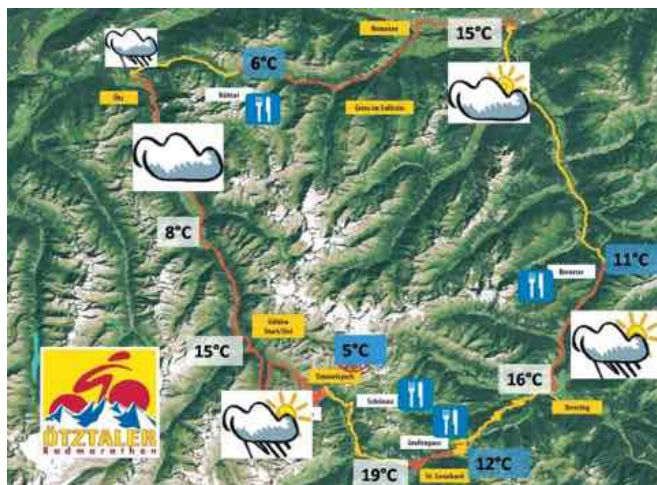 Kematen
15°C
6°C
Kühtai
Ötz
Gries im Sellrain
8°C
Brenner
11°C
Sölden
Start/Ziel
15°C
5°C
Timmelsjoch
Schönau
16°C
Sterzing
Jaufenpass
19°C
St. Leonhard
12°C
ÖTZTALER
Radmarathon